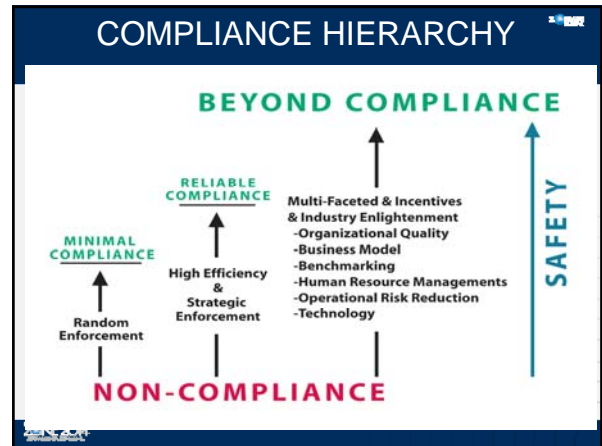 COMPLIANCE HIERARCHY
BEYOND COMPLIANCE
RELIABLE
COMPLIANCE
MINIMAL
COMPLIANCE
Random
Enforcement
High Efficiency
&
Strategic
Enforcement
Multi-Faceted & Incentives
& Industry Enlightenment
-Organizational Quality
-Business Model
-Benchmarking
-Human Resource Managements
-Operational Risk Reduction
-Technology
SAFETY
NON-COMPLIANCE